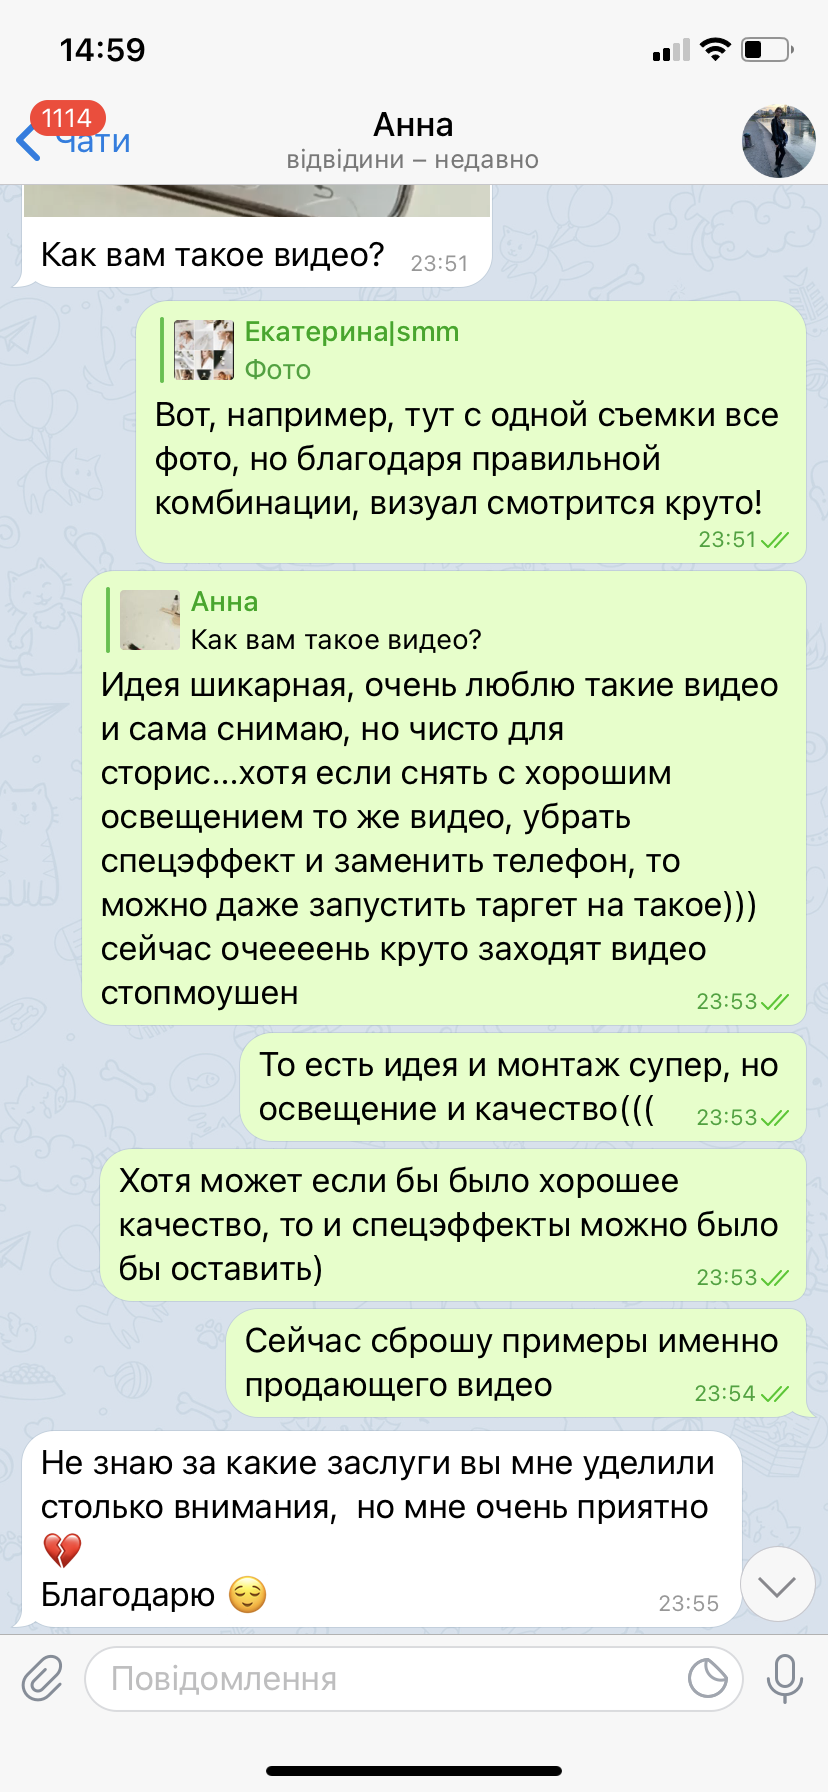 14:59
1114
Чати
Анна
відвідини – недавно
Как вам такое видео? 23:51
Екатерина|smm
Фото
Вот, например, тут с одной съемки все
фото, но благодаря правильной
комбинации, визуал смотрится круто!
23:51
Анна
Как вам такое видео?
Идея шикарная, очень люблю такие видео
и сама снимаю, но чисто для
сторис...хотя если снять с хорошим
освещением то же видео, убрать
спецэффект и заменить телефон, то
можно даже запустить таргет на такое)))
сейчас очеееень круто заходят видео
стопмоушен 23:53
То есть идея и монтаж супер, но
освещение и качество((( 23:53
Хотя может если бы было хорошее
качество, то и спецэффекты можно было
бы оставить) 23:53
Сейчас сброшу примеры именно
продающего видео 23:54
Не знаю за какие заслуги вы мне уделили
столько внимания,  но мне очень приятно
💔
Благодарю 😌 23:55
Повідомлення